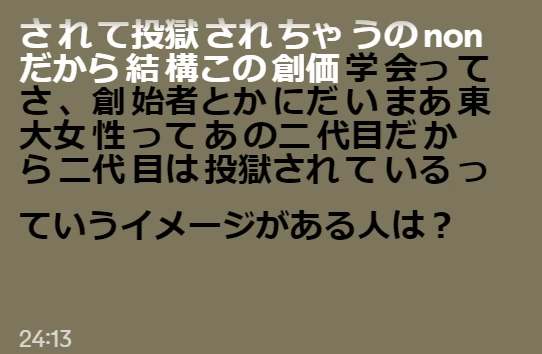 されて投獄されちゃうのnon
だから結構この創価学会って
さ、創始者とかにだいまあ東
大女性ってあの二代目だか
ら二代目は投獄されているっ
ていうイメージがある人は？
24:13